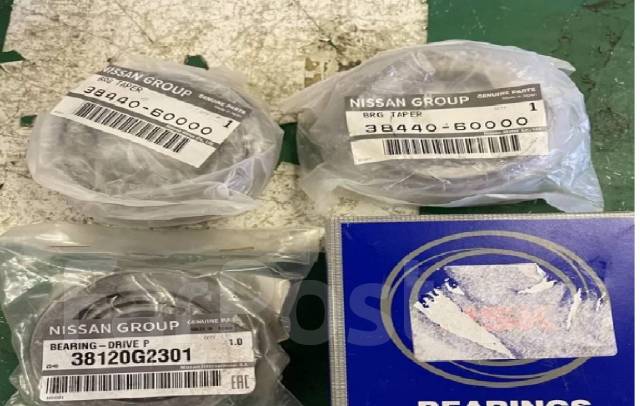 NISSAN GROUP
GENUINE PARTS
BRG TAPER
1
38440-60000
NISSAN GROUP
GENUINE PARTS
BRG TAPER
1
38440-60000
NISSAN GROUP
BEARING-DRIVE P
1.0
38120G2301
EAC
BEARINGS